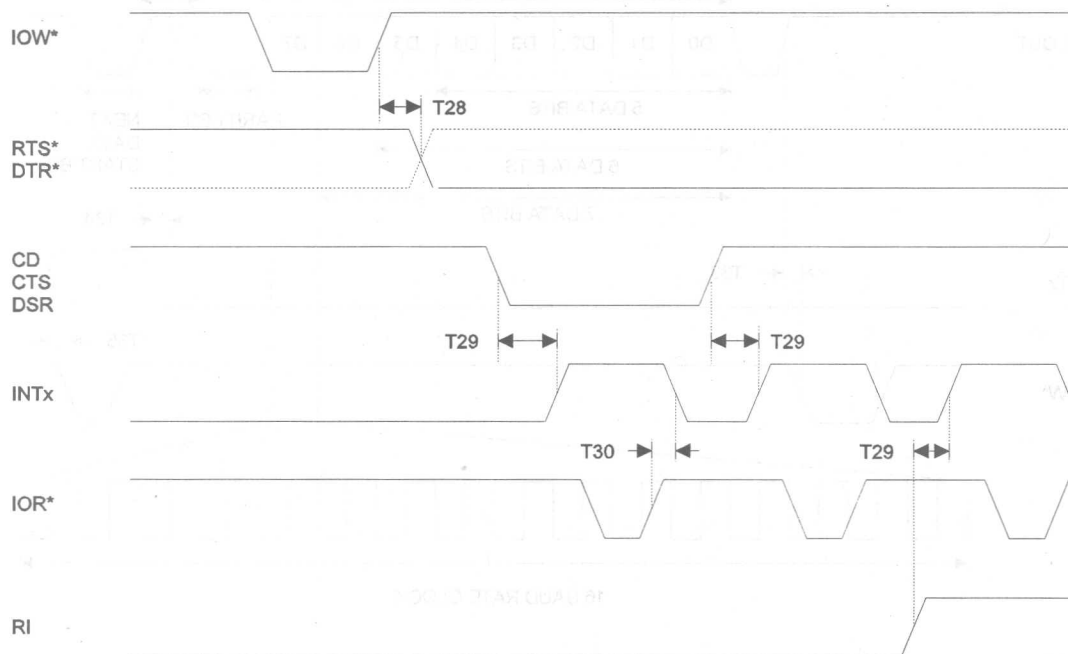 IOW*
T28
RTS*
DTR*
CD
CTS
DSR
T29
T29
INTx
T30
T29
IOR*
RI